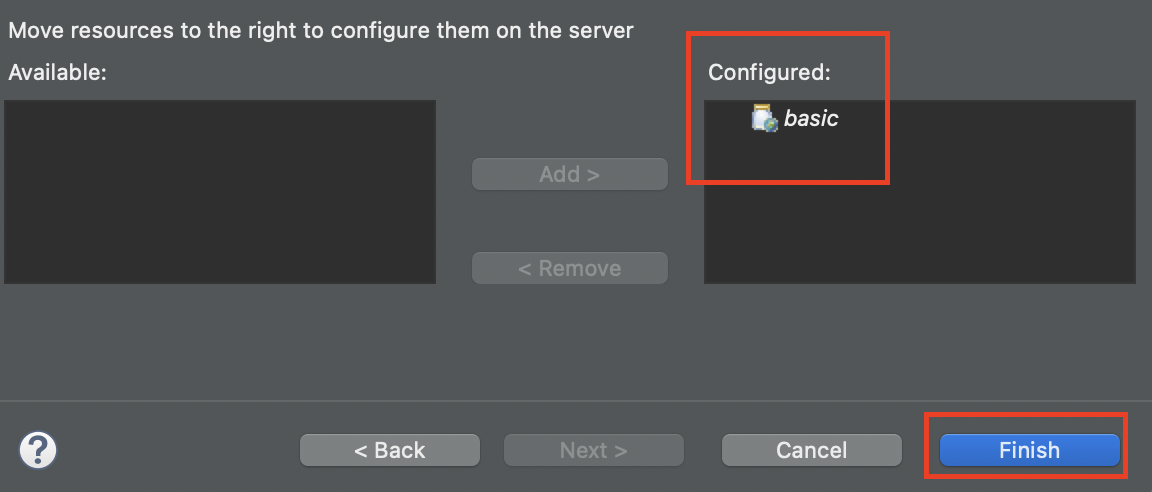 Move resources to the right to configure them on the server
Available:
Configured:
basic
Add >
< Remove
?
< Back
Next >
Cancel
Finish